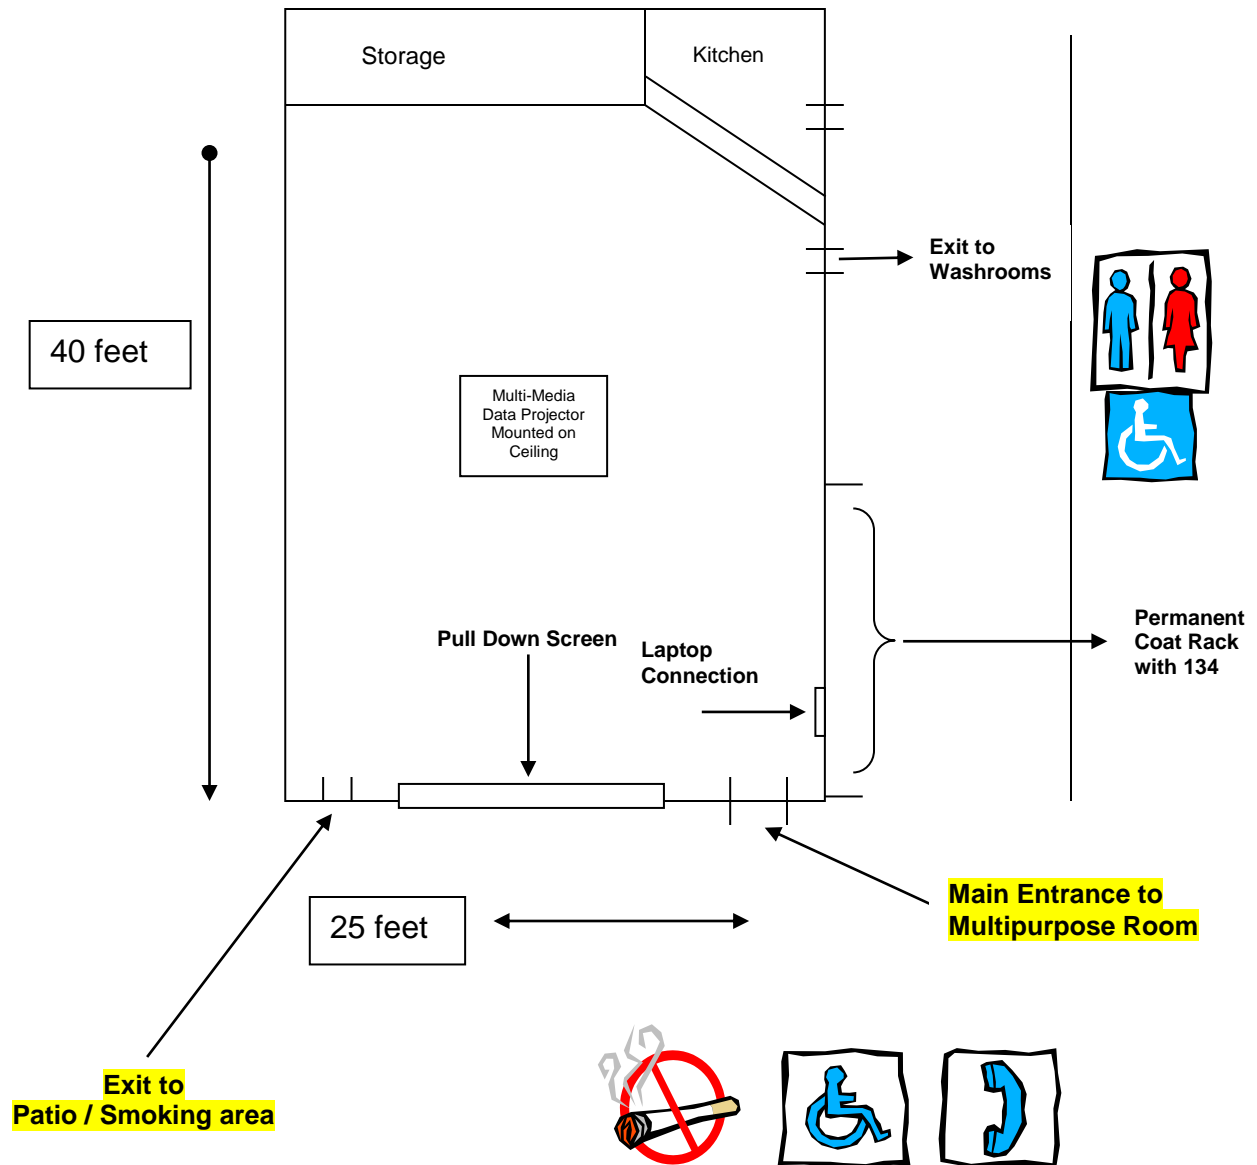 Storage
Kitchen
Exit to
Washrooms
40 feet
Multi-Media
Data Projector
Mounted on
Ceiling
Pull Down Screen
Laptop
Connection
Permanent
Coat Rack
with 134
Main Entrance to
Multipurpose Room
25 feet
Exit to
Patio / Smoking area